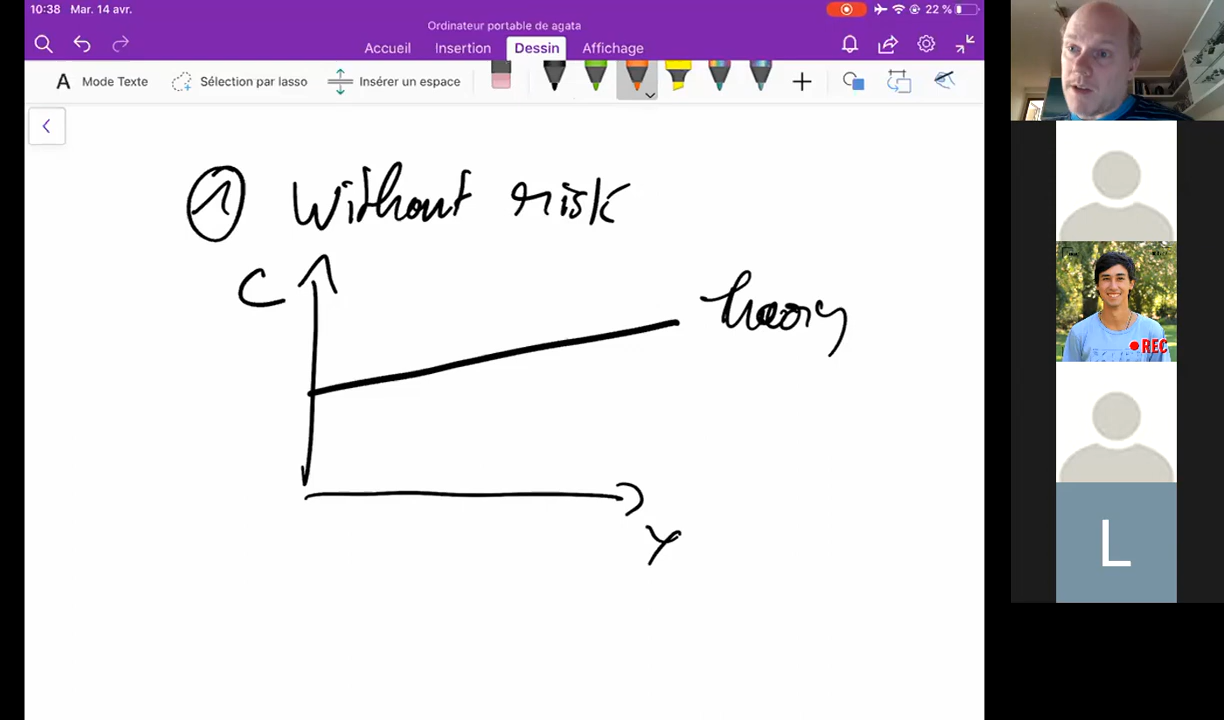 10:38 Mar. 14 avr.
22 %
Ordinateur portable de agata
Accueil Insertion Dessin Affichage
A Mode Texte Sélection par lasso Insérer un espace
① Without risk
C
theory
Y
REC
L